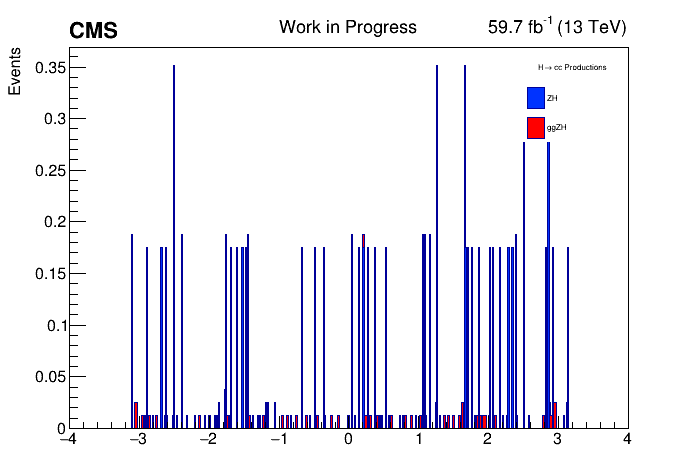 CMS Work in Progress 59.7 fb-1 (13 TeV)
Events
H → cc Productions
ZH
ggZH
0.35
0.3
0.25
0.2
0.15
0.1
0.05
0
−4 −3 −2 −1 0 1 2 3 4